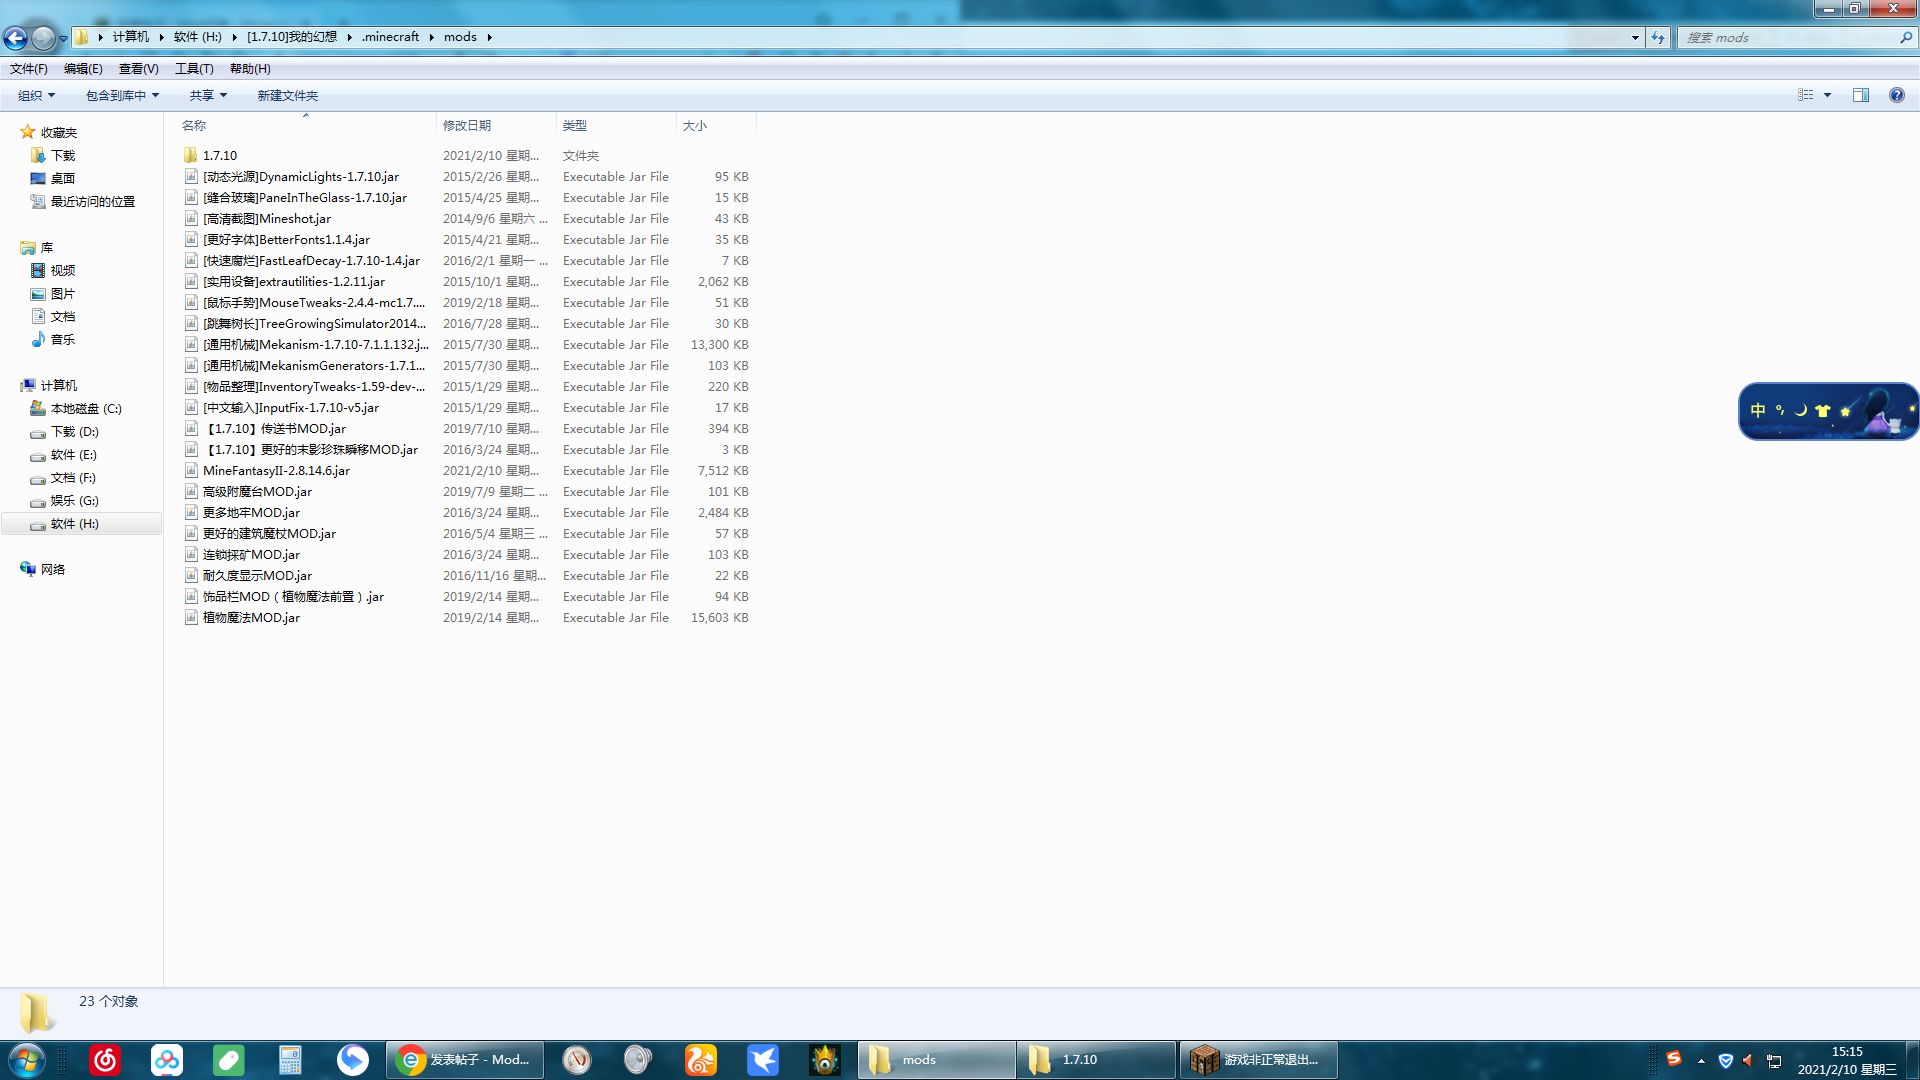 计算机 ▸ 软件 (H:) ▸ [1.7.10]我的幻想 ▸ .minecraft ▸ mods ▸
搜索 mods
文件(F) 编辑(E) 查看(V) 工具(T) 帮助(H)
组织 包含到库中 共享 新建文件夹
名称 修改日期 类型 大小
收藏夹
下载
桌面
最近访问的位置
库
视频
图片
文档
音乐
计算机
本地磁盘 (C:)
下载 (D:)
软件 (E:)
文档 (F:)
娱乐 (G:)
软件 (H:)
网络
1.7.10 2021/2/10 星期... 文件夹
[动态光源]DynamicLights-1.7.10.jar 2015/2/26 星期... Executable Jar File 95 KB
[缝合玻璃]PaneInTheGlass-1.7.10.jar 2015/4/25 星期... Executable Jar File 15 KB
[高清截图]Mineshot.jar 2014/9/6 星期六 ... Executable Jar File 43 KB
[更好字体]BetterFonts1.1.4.jar 2015/4/21 星期... Executable Jar File 35 KB
[快速腐烂]FastLeafDecay-1.7.10-1.4.jar 2016/2/1 星期一 ... Executable Jar File 7 KB
[实用设备]extrautilities-1.2.11.jar 2015/10/1 星期... Executable Jar File 2,062 KB
[鼠标手势]MouseTweaks-2.4.4-mc1.7.... 2019/2/18 星期... Executable Jar File 51 KB
[跳舞树长]TreeGrowingSimulator2014... 2016/7/28 星期... Executable Jar File 30 KB
[通用机械]Mekanism-1.7.10-7.1.1.132.j... 2015/7/30 星期... Executable Jar File 13,300 KB
[通用机械]MekanismGenerators-1.7.1... 2015/7/30 星期... Executable Jar File 103 KB
[物品整理]InventoryTweaks-1.59-dev-... 2015/1/29 星期... Executable Jar File 220 KB
[中文输入]InputFix-1.7.10-v5.jar 2015/1/29 星期... Executable Jar File 17 KB
【1.7.10】传送书MOD.jar 2019/7/10 星期... Executable Jar File 394 KB
【1.7.10】更好的末影珍珠瞬移MOD.jar 2016/3/24 星期... Executable Jar File 3 KB
MineFantasyII-2.8.14.6.jar 2021/2/10 星期... Executable Jar File 7,512 KB
高级附魔台MOD.jar 2019/7/9 星期二 ... Executable Jar File 101 KB
更多地牢MOD.jar 2016/3/24 星期... Executable Jar File 2,484 KB
更好的建筑魔杖MOD.jar 2016/5/4 星期三 ... Executable Jar File 57 KB
连锁採矿MOD.jar 2016/3/24 星期... Executable Jar File 103 KB
耐久度显示MOD.jar 2016/11/16 星期... Executable Jar File 22 KB
饰品栏MOD（植物魔法前置）.jar 2019/2/14 星期... Executable Jar File 94 KB
植物魔法MOD.jar 2019/2/14 星期... Executable Jar File 15,603 KB
中
23 个对象
发表帖子 - Mod...
mods
1.7.10
游戏非正常退出...
15:15
2021/2/10 星期三